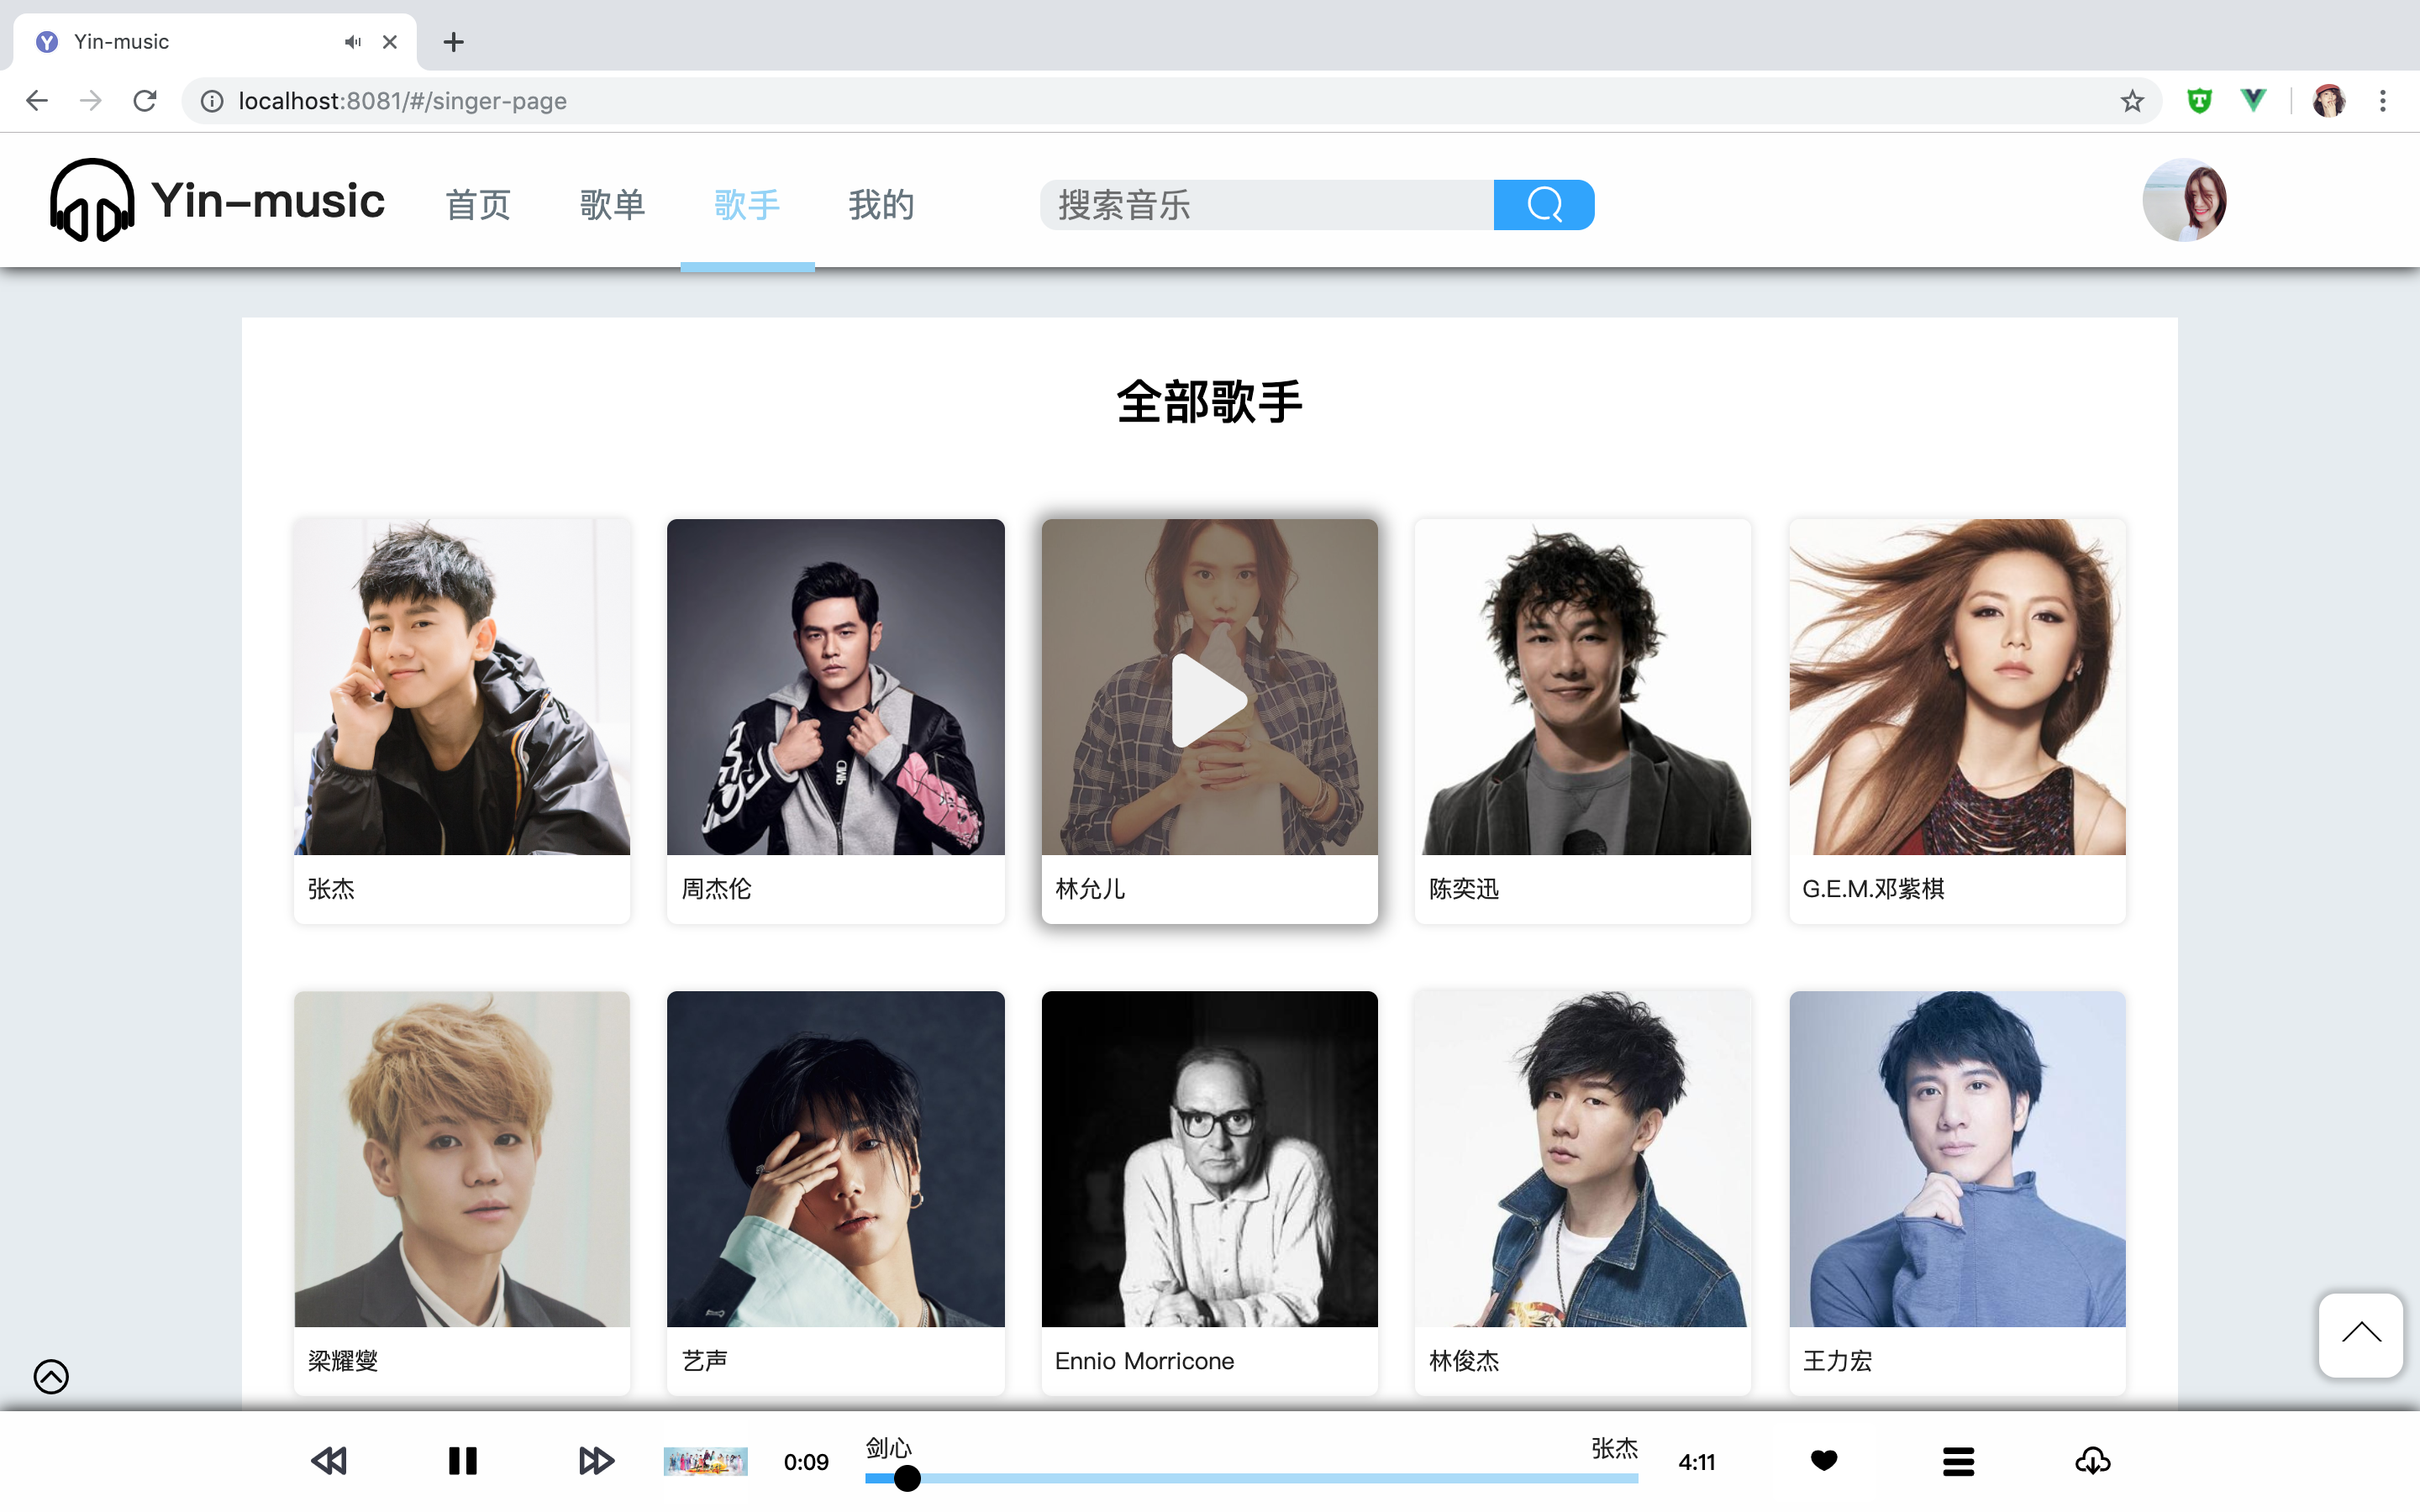 Yin-music
localhost:8081/#/singer-page
Yin-music
首页 歌单 歌手 我的
搜索音乐
全部歌手
张杰 周杰伦 林允儿 陈奕迅 G.E.M.邓紫棋
梁耀燮 艺声 Ennio Morricone 林俊杰 王力宏
剑心 张杰
0:09 4:11